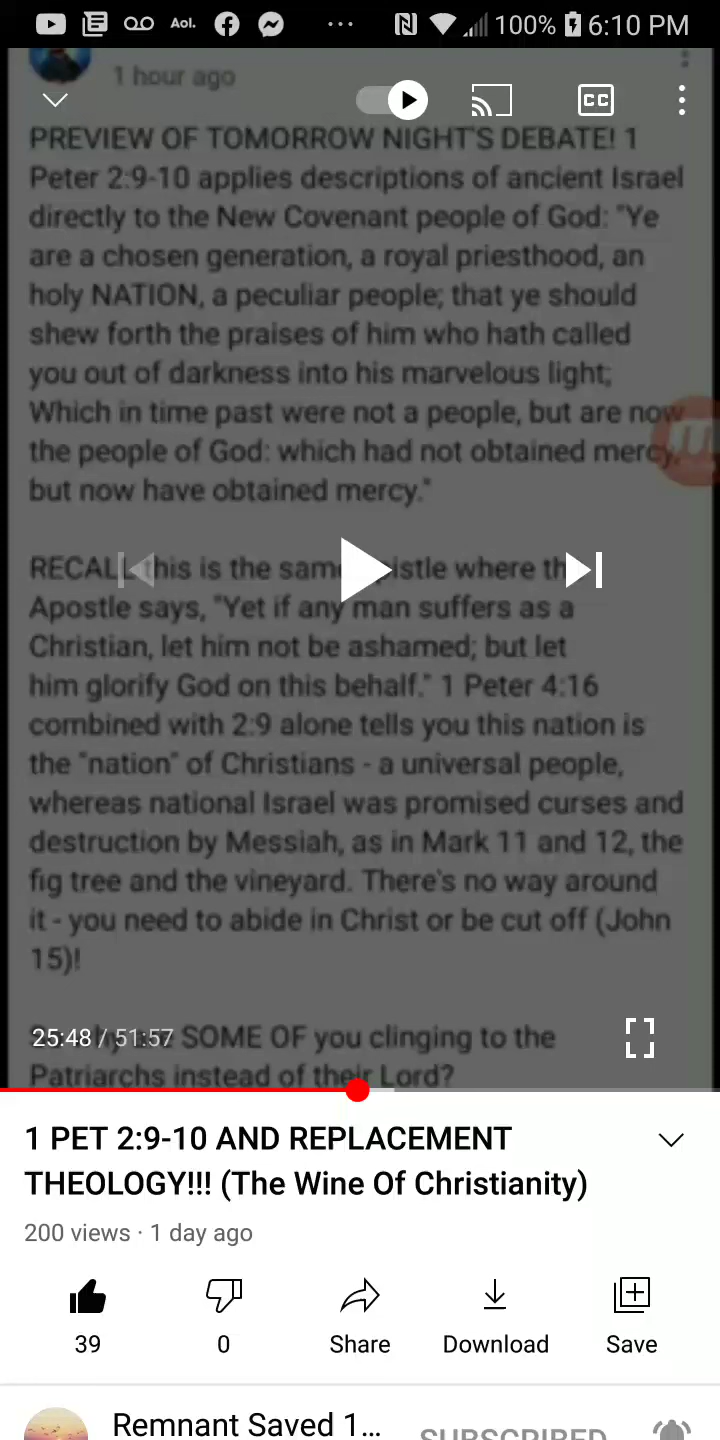 Aol. 100% 6:10 PM
1 hour ago
CC
PREVIEW OF TOMORROW NIGHT'S DEBATE! 1
Peter 2:9-10 applies descriptions of ancient Israel
directly to the New Covenant people of God: "Ye
are a chosen generation, a royal priesthood, an
holy NATION, a peculiar people; that ye should
shew forth the praises of him who hath called
you out of darkness into his marvelous light;
Which in time past were not a people, but are now
the people of God: which had not obtained mercy,
but now have obtained mercy."
RECALL this is the same epistle where the
Apostle says, "Yet if any man suffers as a
Christian, let him not be ashamed; but let
him glorify God on this behalf." 1 Peter 4:16
combined with 2:9 alone tells you this nation is
the "nation" of Christians - a universal people,
whereas national Israel was promised curses and
destruction by Messiah, as in Mark 11 and 12, the
fig tree and the vineyard. There's no way around
it - you need to abide in Christ or be cut off (John
15)!
25:48 / 51:57 SOME OF you clinging to the
Patriarchs instead of their Lord?
1 PET 2:9-10 AND REPLACEMENT
THEOLOGY!!! (The Wine Of Christianity)
200 views · 1 day ago
39 0 Share Download Save
Remnant Saved 1... SUBSCRIBED